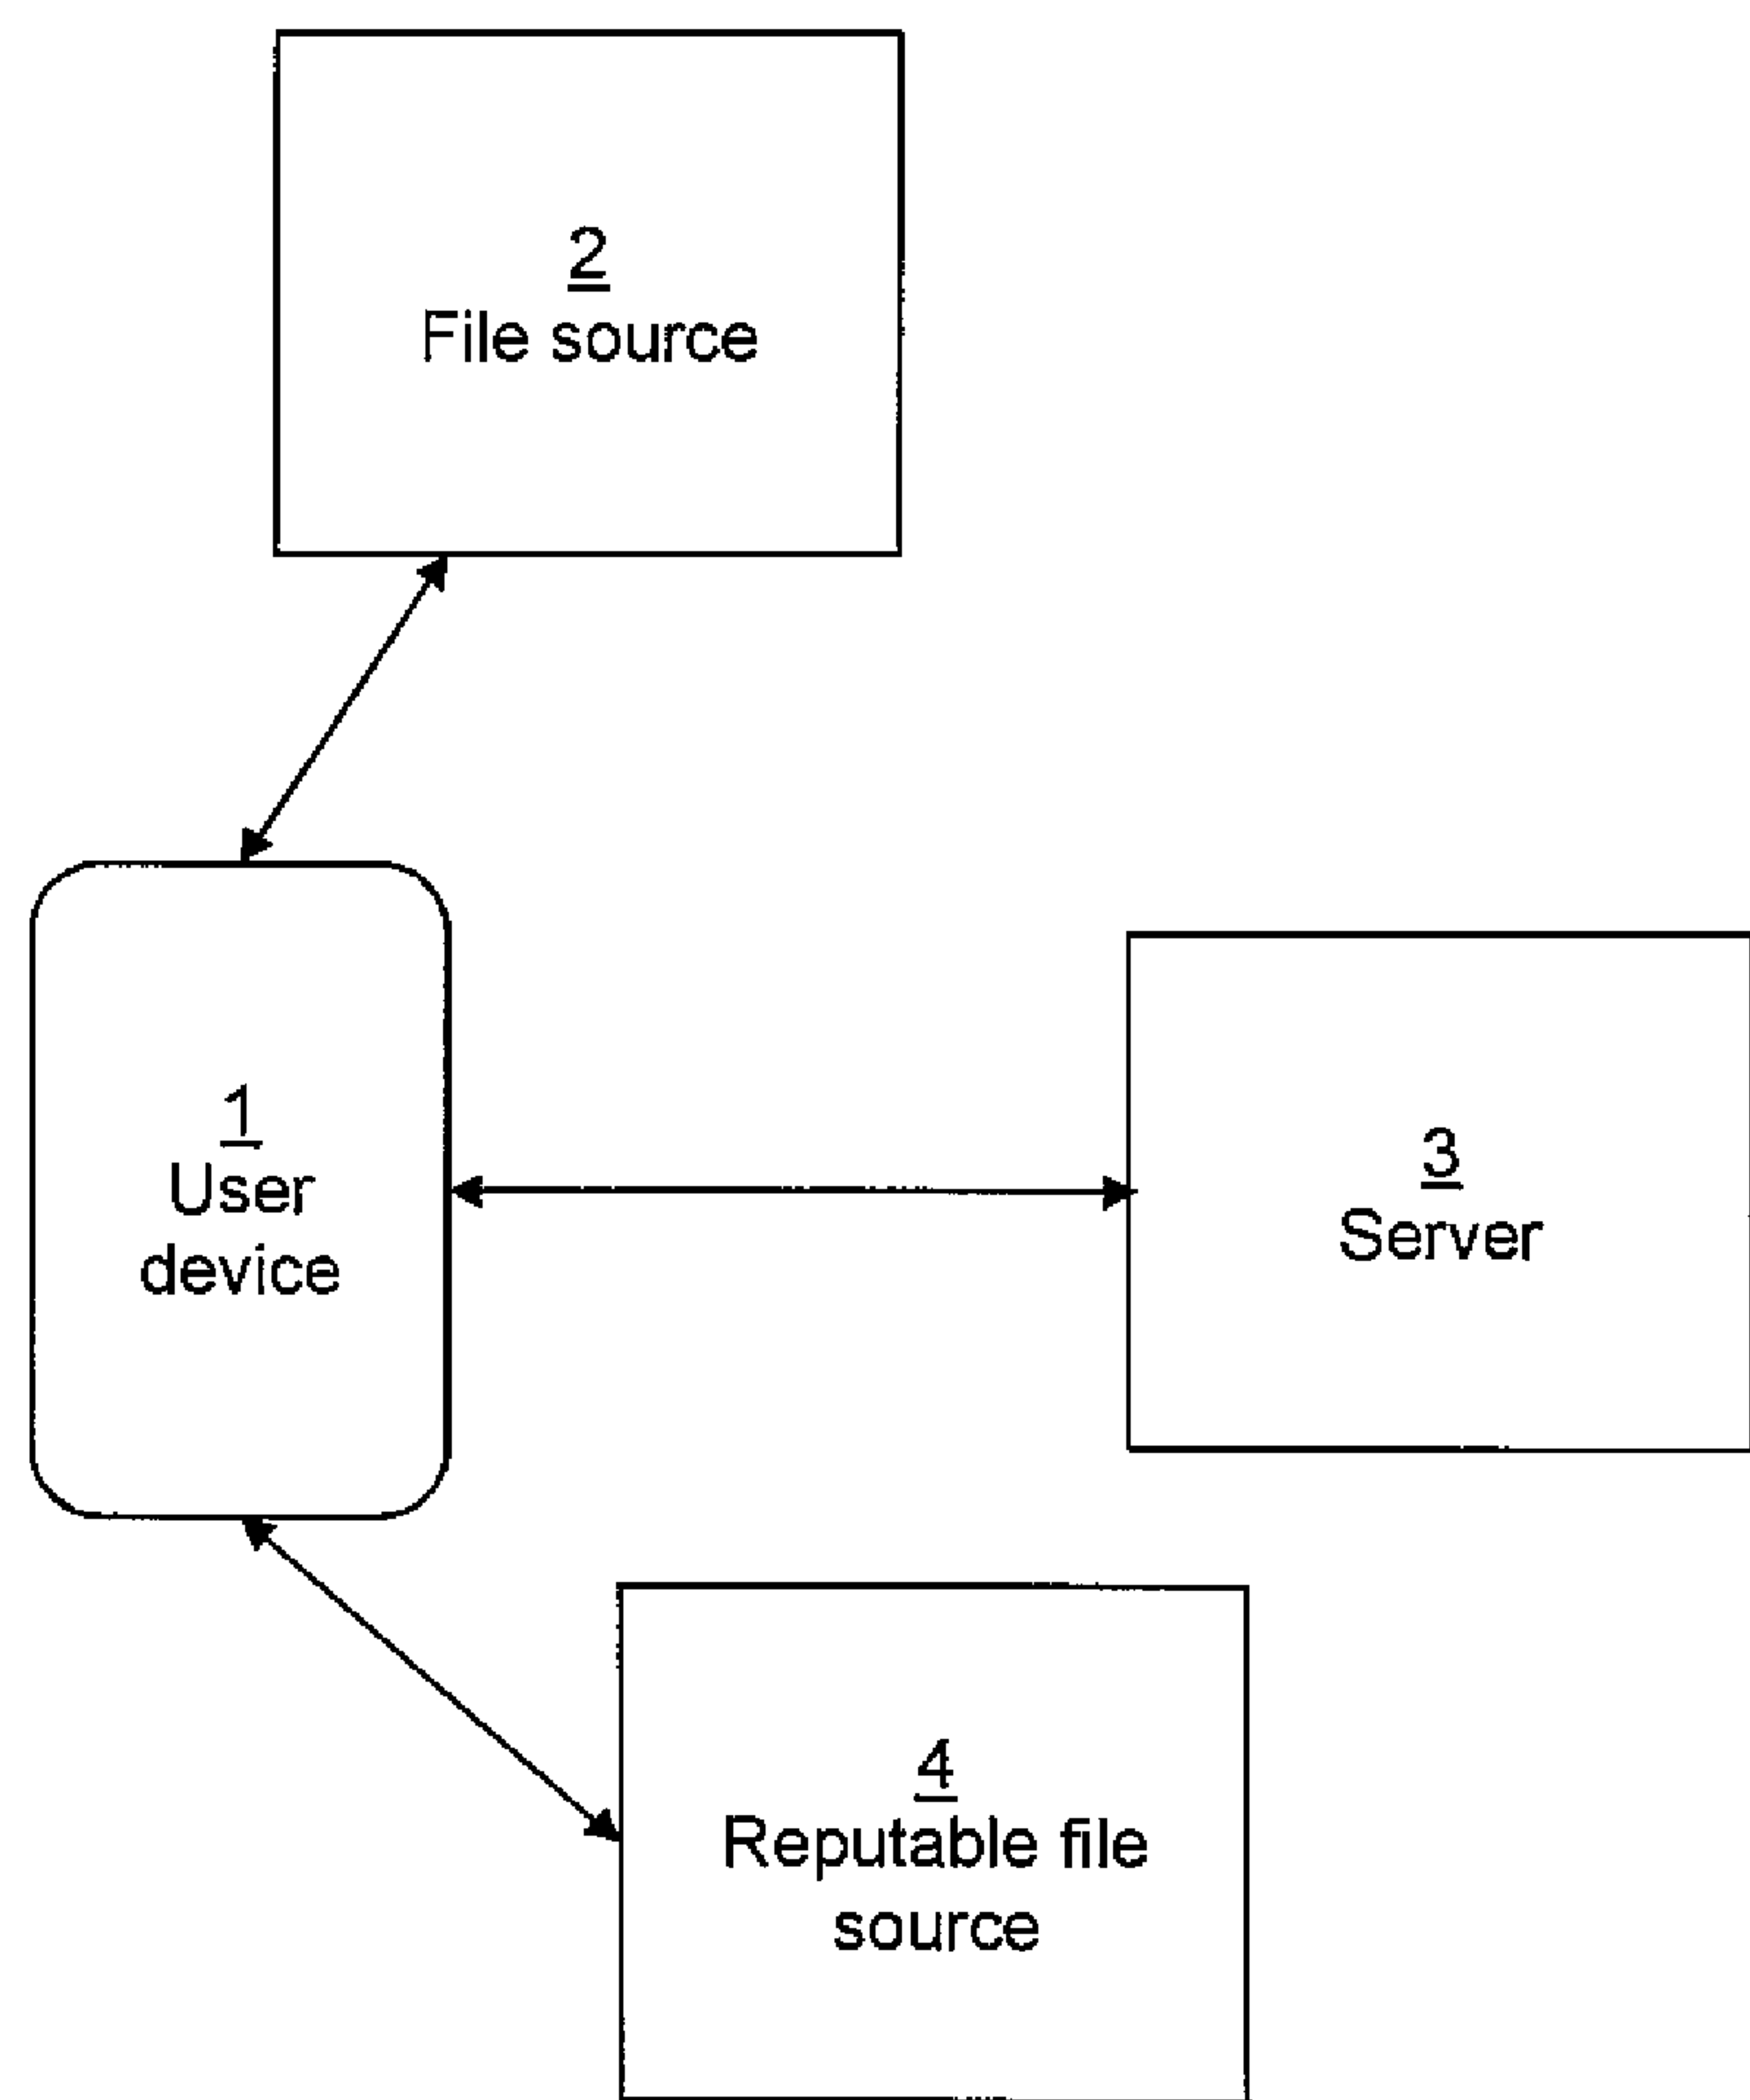 2
File source
1
User
device
3
Server
4
Reputable file
source